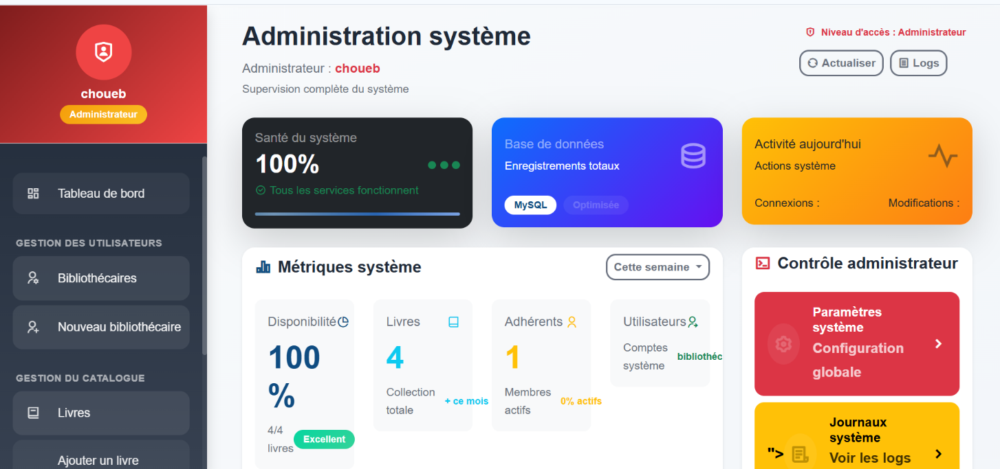 choueb
Administrateur
Tableau de bord
GESTION DES UTILISATEURS
Bibliothécaires
Nouveau bibliothécaire
GESTION DU CATALOGUE
Livres
Ajouter un livre
Administration système
Administrateur : choueb
Supervision complète du système
Niveau d'accès : Administrateur
Actualiser
Logs
Santé du système
100%
Tous les services fonctionnent
Base de données
Enregistrements totaux
MySQL
Optimisée
Activité aujourd'hui
Actions système
Connexions :
Modifications :
Métriques système
Cette semaine
Disponibilité
100
%
4/4
livres
Excellent
Livres
4
Collection
totale
+ ce mois
Adhérents
1
Membres
actifs
0% actifs
Utilisateurs
Comptes
système
bibliothéc
Contrôle administrateur
Paramètres
système
Configuration
globale
Journaux
système
">
Voir les logs